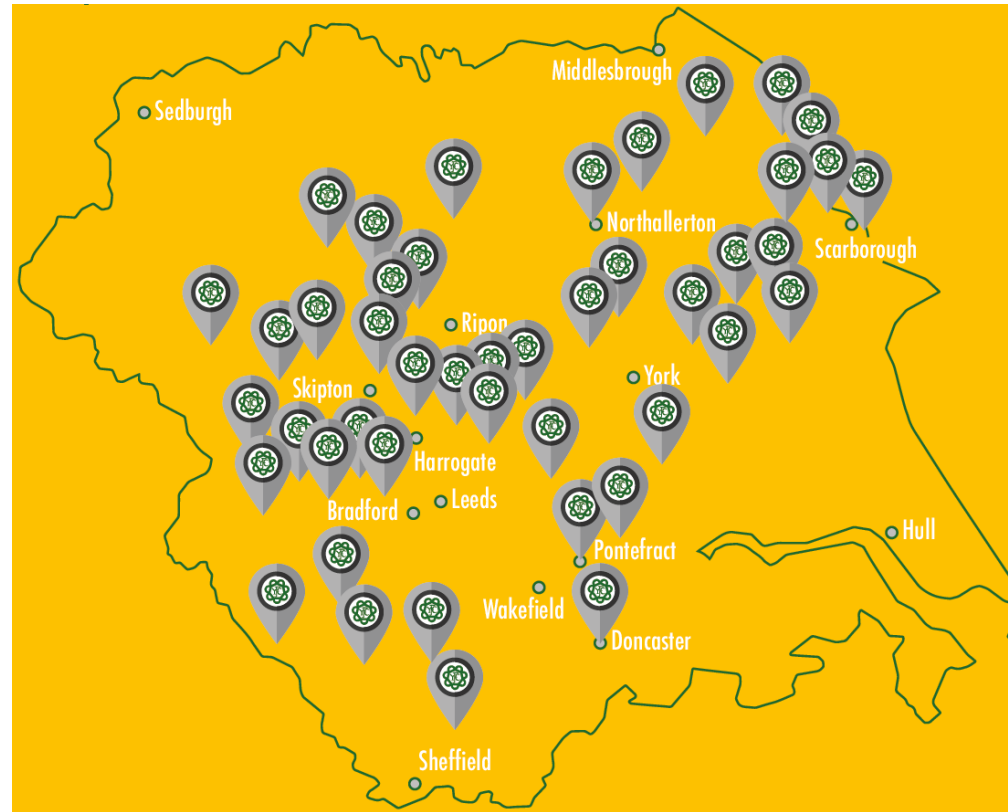 Middlesbrough
Sedburgh
Northallerton
Scarborough
Ripon
Skipton
York
Harrogate
Leeds
Bradford
Hull
Pontefract
Wakefield
Doncaster
Sheffield